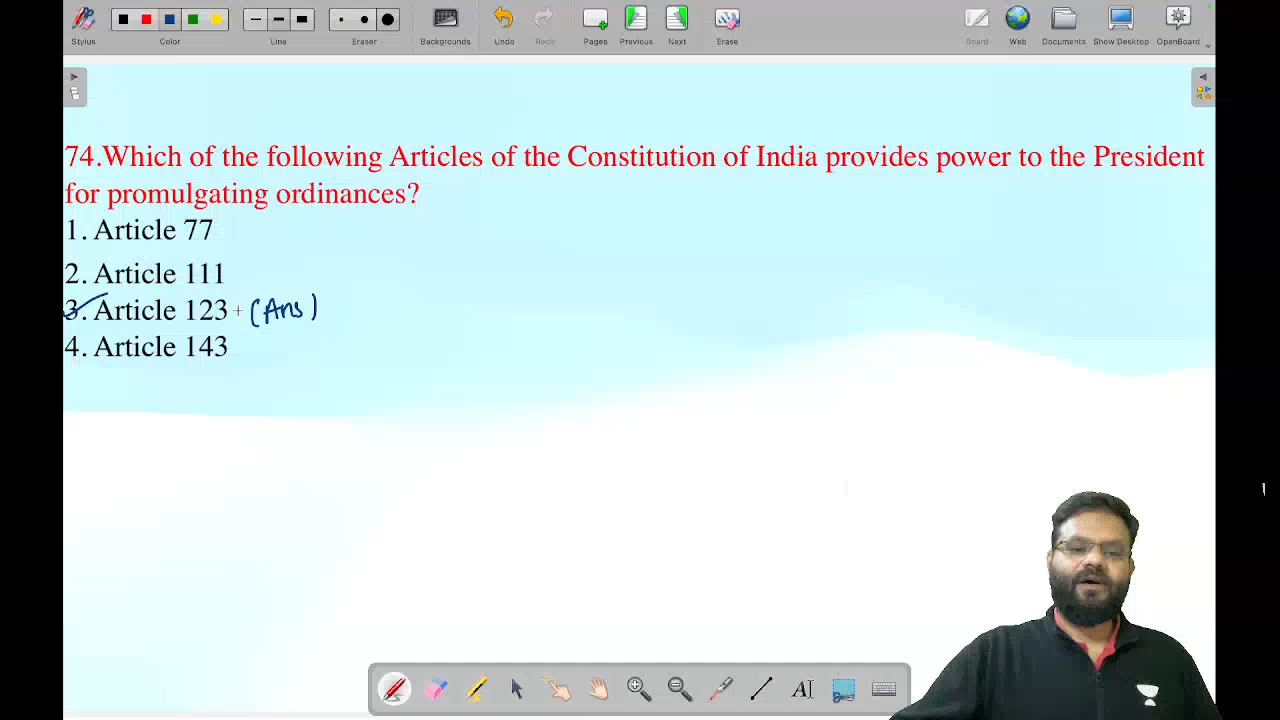 Stylus
Color
Line
Eraser
Backgrounds
Undo
Redo
Pages
Previous
Next
Erase
Board
Web
Documents
Show Desktop
OpenBoard
74.Which of the following Articles of the Constitution of India provides power to the President
for promulgating ordinances?
1. Article 77
2. Article 111
3. Article 123 (Ans)
4. Article 143